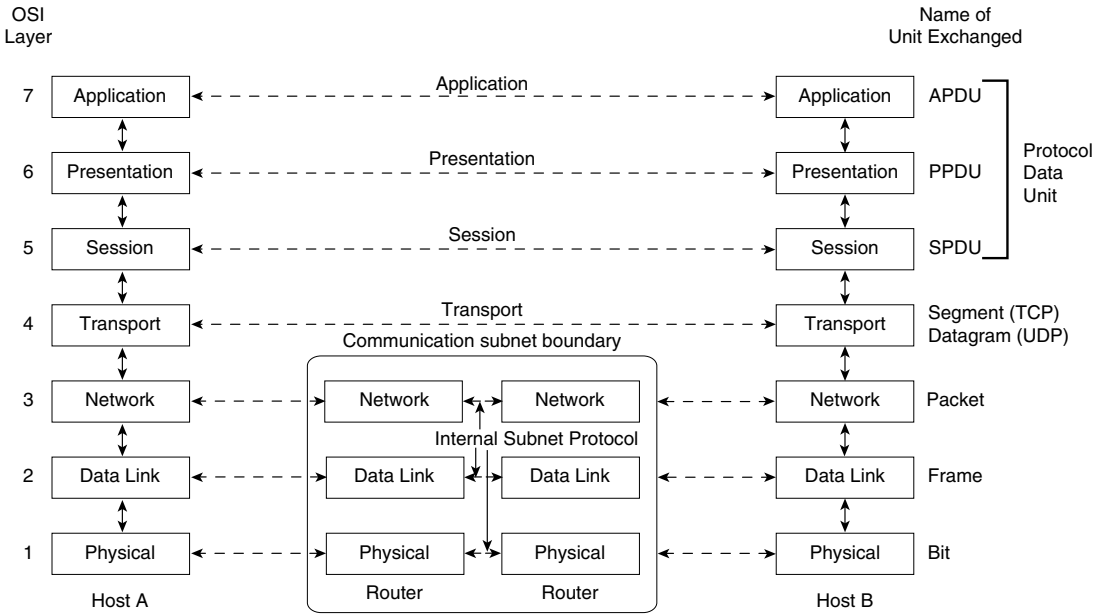 OSI
Layer
Name of
Unit Exchanged
7 Application Application Application APDU
6 Presentation Presentation Presentation PPDU
Protocol
Data
Unit
5 Session Session Session SPDU
4 Transport Transport Transport Segment (TCP)
Datagram (UDP)
Communication subnet boundary
3 Network Network Network Network Packet
Internal Subnet Protocol
2 Data Link Data Link Data Link Data Link Frame
1 Physical Physical Physical Physical Bit
Router Router
Host A Host B